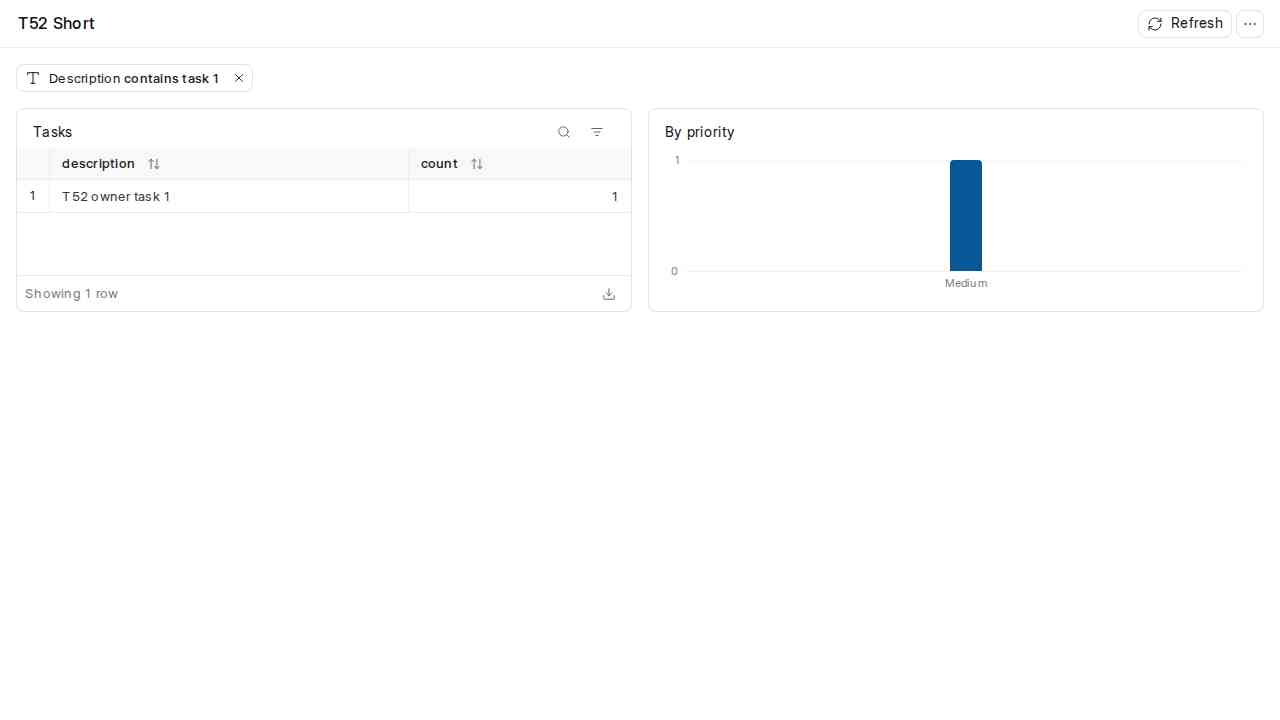 T52 Short
Refresh
Description contains task 1
Tasks
description
count
1
T52 owner task 1
1
Showing 1 row
By priority
1
0
Medium